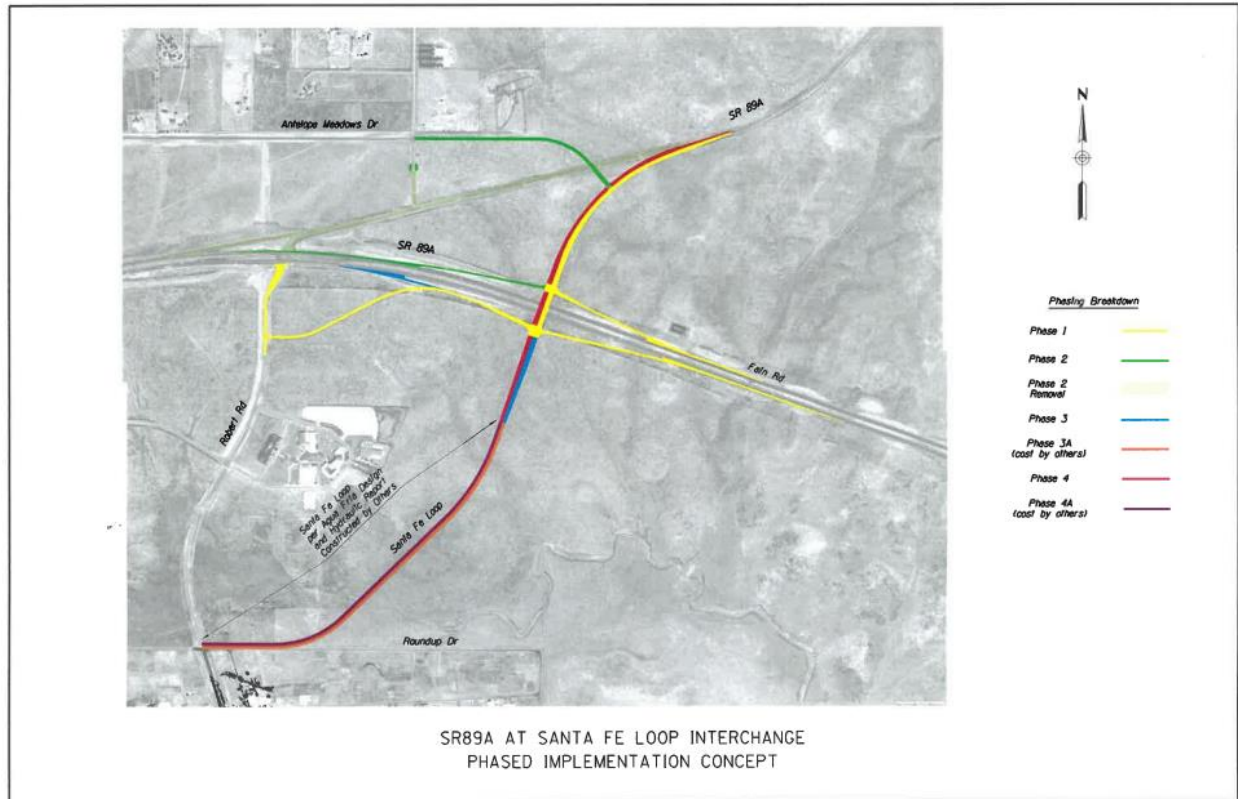 SR 89A
Antelope Meadows Dr
SR 89A
Fain Rd
Robert Rd
Santa Fe Loop
per Agua Fria Design
and Hydraulic Report
Constructed by Others
Santa Fe Loop
Roundup Dr
N
Phasing Breakdown
Phase 1
Phase 2
Phase 2
Removal
Phase 3
Phase 3A
(cost by others)
Phase 4
Phase 4A
(cost by others)
SR89A AT SANTA FE LOOP INTERCHANGE
PHASED IMPLEMENTATION CONCEPT